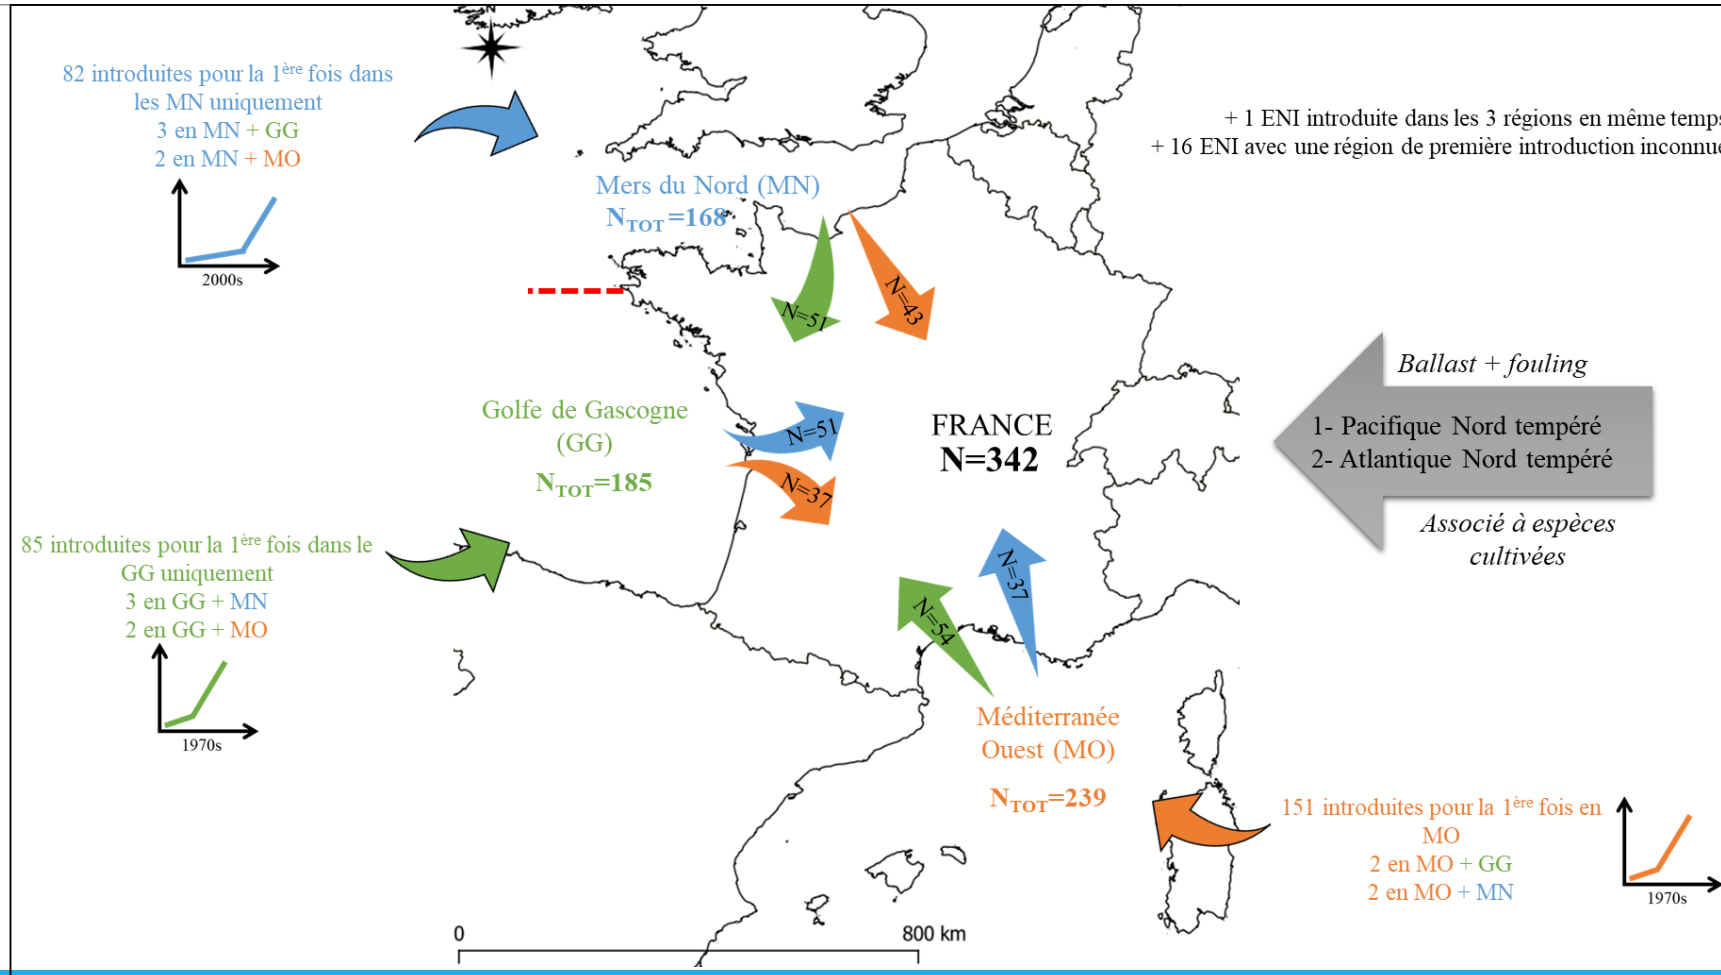 82 introduites pour la 1ère fois dans
les MN uniquement
3 en MN + GG
2 en MN + MO
2000s
+ 1 ENI introduite dans les 3 régions en même temps
+ 16 ENI avec une région de première introduction inconnue
Mers du Nord (MN)
NTOT =168
N=51
N=43
Golfe de Gascogne
(GG)
NTOT=185
N=51
N=37
FRANCE
N=342
Ballast + fouling
1- Pacifique Nord tempéré
2- Atlantique Nord tempéré
Associé à espèces
cultivées
85 introduites pour la 1ère fois dans le
GG uniquement
3 en GG + MN
2 en GG + MO
1970s
N=54
N=37
Méditerranée
Ouest (MO)
NTOT=239
151 introduites pour la 1ère fois en
MO
2 en MO + GG
2 en MO + MN
1970s
0 800 km